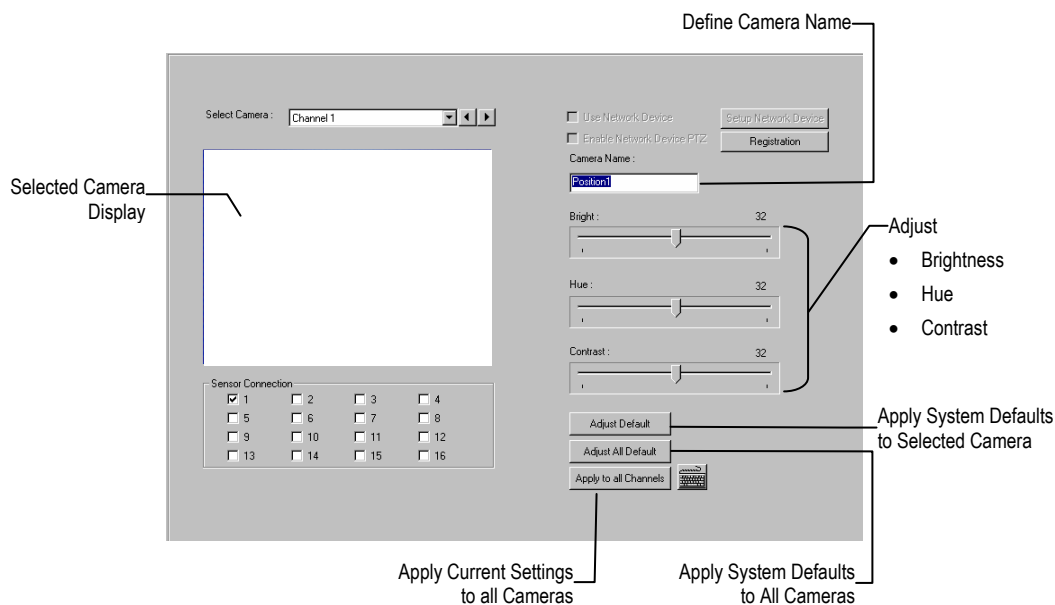 Define Camera Name
Select Camera :
Channel 1
Use Network Device
Setup Network Device
Enable Network Device PTZ
Registration
Camera Name :
Position1
Selected Camera
Display
Bright :
32
Adjust
• Brightness
• Hue
• Contrast
Hue :
32
Contrast :
32
Sensor Connection
1 2 3 4
5 6 7 8
9 10 11 12
13 14 15 16
Adjust Default
Apply System Defaults
to Selected Camera
Adjust All Default
Apply to all Channels
Apply Current Settings
to all Cameras
Apply System Defaults
to All Cameras